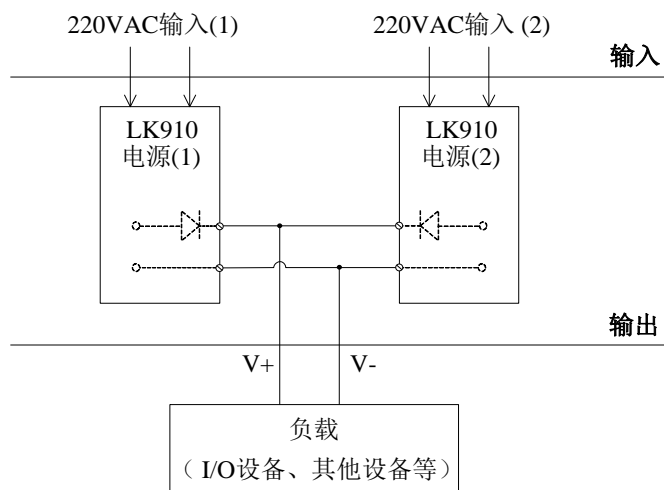 220VAC输入(1)
220VAC输入 (2)
输入
LK910
电源(1)
LK910
电源(2)
输出
V+
V-
负载
（ I/O设备、其他设备等）